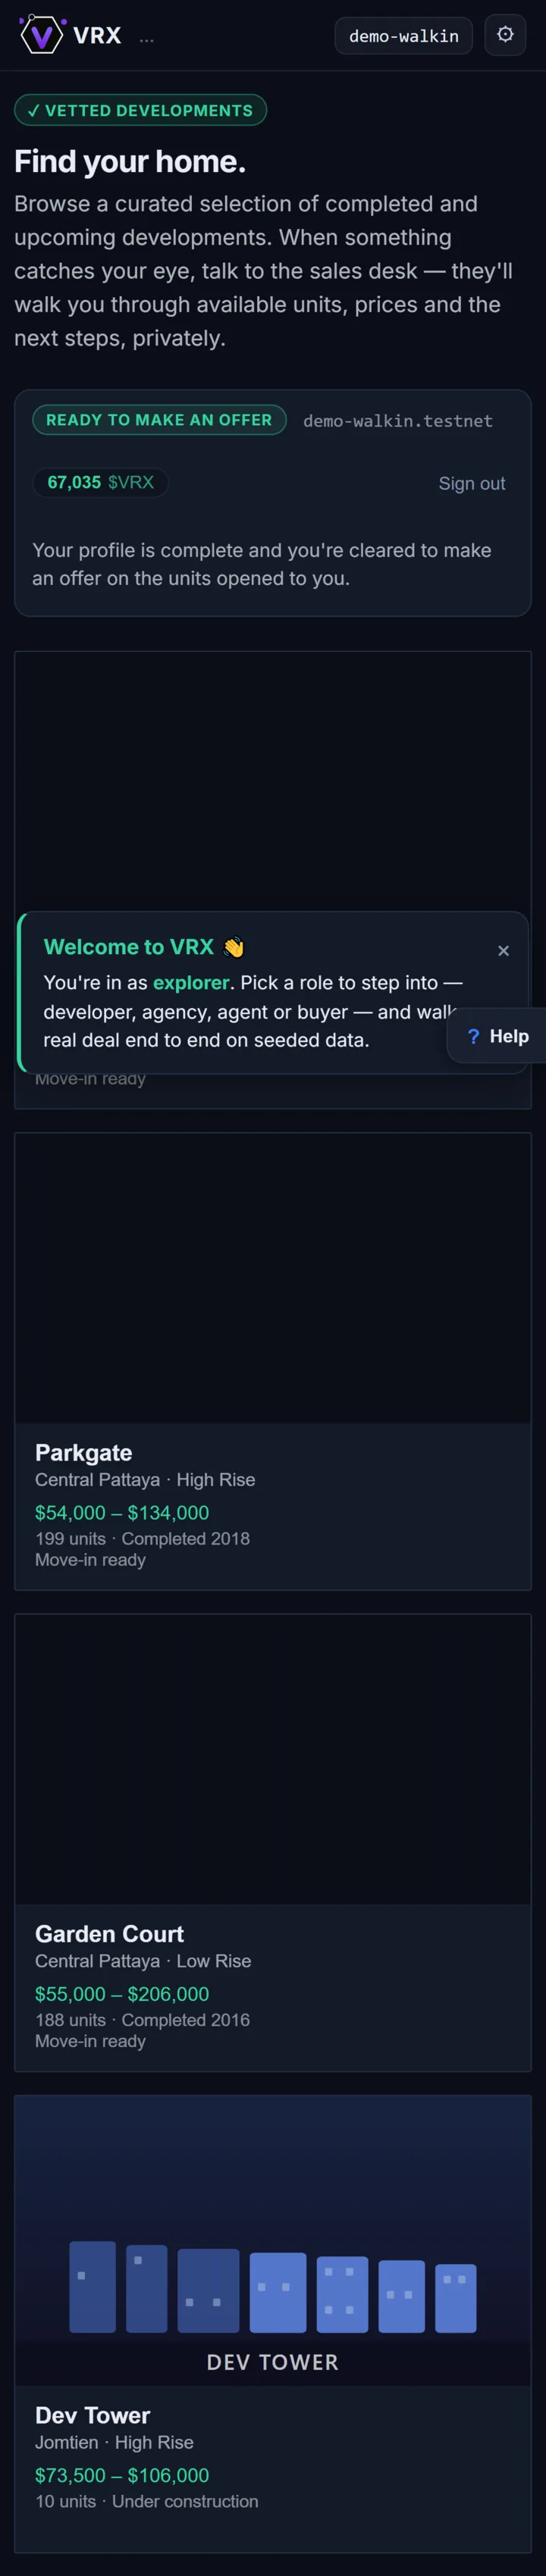 VRX ...
demo-walkin
✓ VETTED DEVELOPMENTS
Find your home.
Browse a curated selection of completed and
upcoming developments. When something
catches your eye, talk to the sales desk — they'll
walk you through available units, prices and the
next steps, privately.
READY TO MAKE AN OFFER demo-walkin.testnet
67,035 $VRX
Sign out
Your profile is complete and you're cleared to make
an offer on the units opened to you.
Welcome to VRX 👋
×
You're in as explorer. Pick a role to step into —
developer, agency, agent or buyer — and walk
real deal end to end on seeded data.
? Help
Move-in ready
Parkgate
Central Pattaya · High Rise
$54,000 – $134,000
199 units · Completed 2018
Move-in ready
Garden Court
Central Pattaya · Low Rise
$55,000 – $206,000
188 units · Completed 2016
Move-in ready
DEV TOWER
Dev Tower
Jomtien · High Rise
$73,500 – $106,000
10 units · Under construction